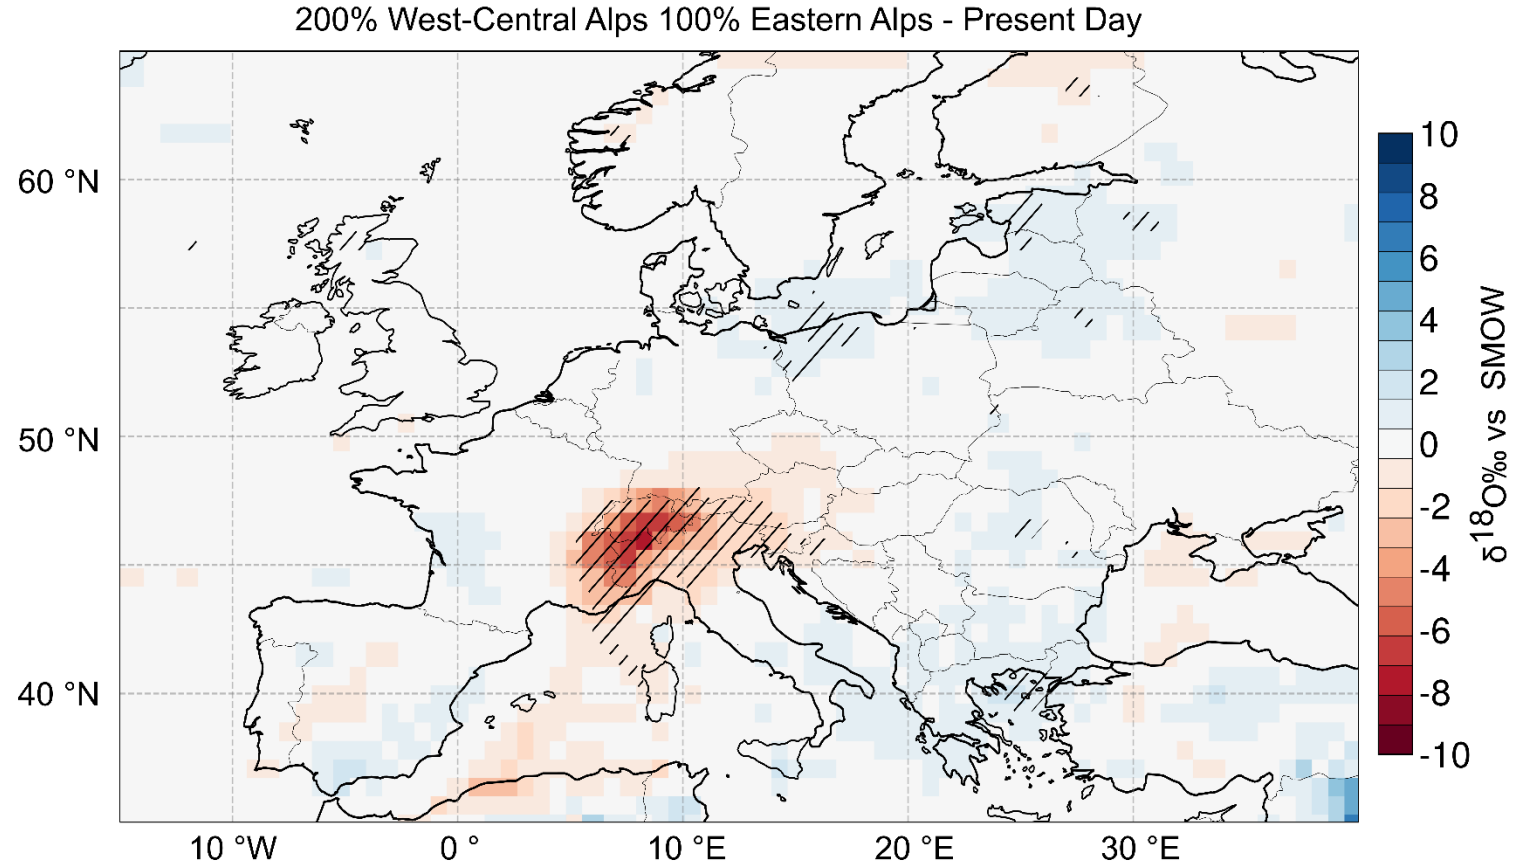 200% West-Central Alps 100% Eastern Alps - Present Day
60 °N
50 °N
40 °N
10 °W
0 °
10 °E
20 °E
30 °E
10
8
6
4
2
0
-2
-4
-6
-8
-10
δ¹⁸O‰ vs SMOW